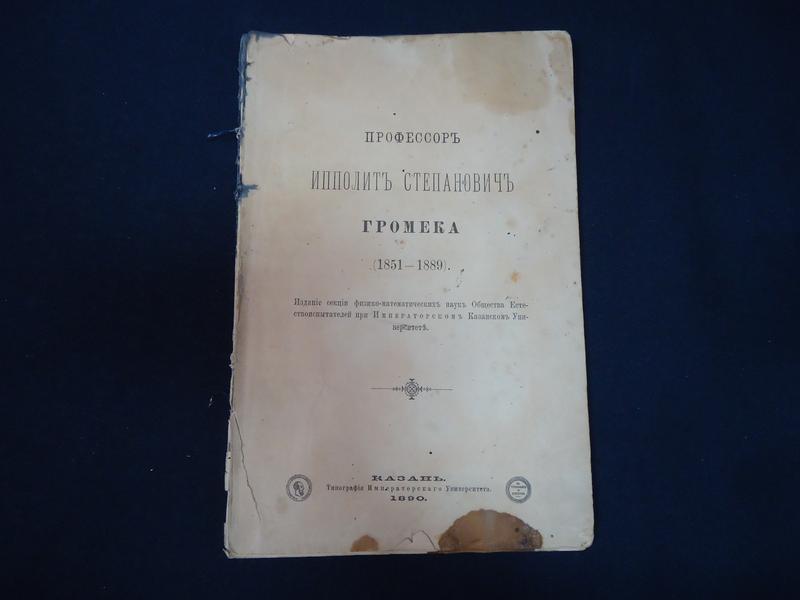 ПРОФЕССОРЪ
ИППОЛИТЪ СТЕПАНОВИЧЪ
ГРОМЕКА
(1851—1889).
Изданіе секціи физико-математическихъ наукъ Общества Есте-
ствоиспытателей при Императорскомъ Казанскомъ Уни-
верситетѣ.
КАЗАНЬ.
Типографія Императорскаго Университета.
1890.